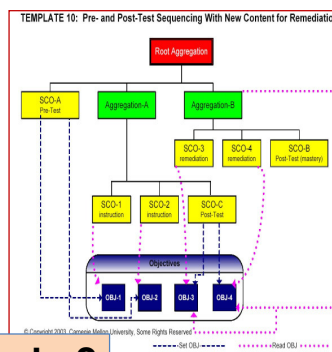 TEMPLATE 10: Pre- and Post-Test Sequencing With New Content for Remediatio
Root Aggregation
SCO-A
Pre-Test
Aggregation-A
Aggregation-B
SCO-3
remediation
SCO-4
remediation
SCO-B
Post-Test (mastery)
SCO-1
instruction
SCO-2
instruction
SCO-C
Post-Test
Objectives
OBJ-1
OBJ-2
OBJ-3
OBJ-4
© Copyright 2003, Carnegie Mellon University, Some Rights Reserved
Set OBJ
Read OBJ